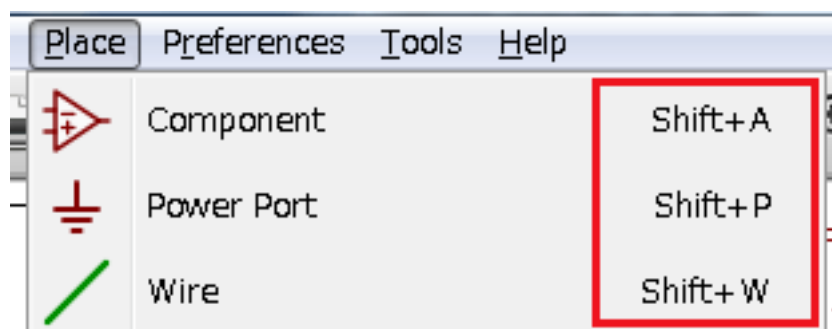 Place Preferences Tools Help
Component Shift+A
Power Port Shift+P
Wire Shift+W